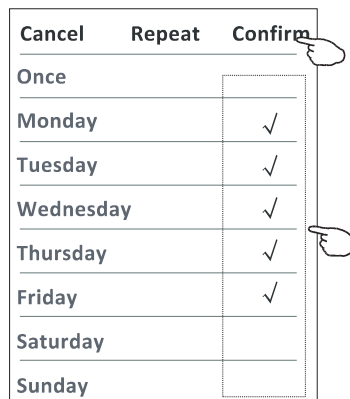 Cancel Repeat Confirm
Once
Monday √
Tuesday √
Wednesday √
Thursday √
Friday √
Saturday
Sunday